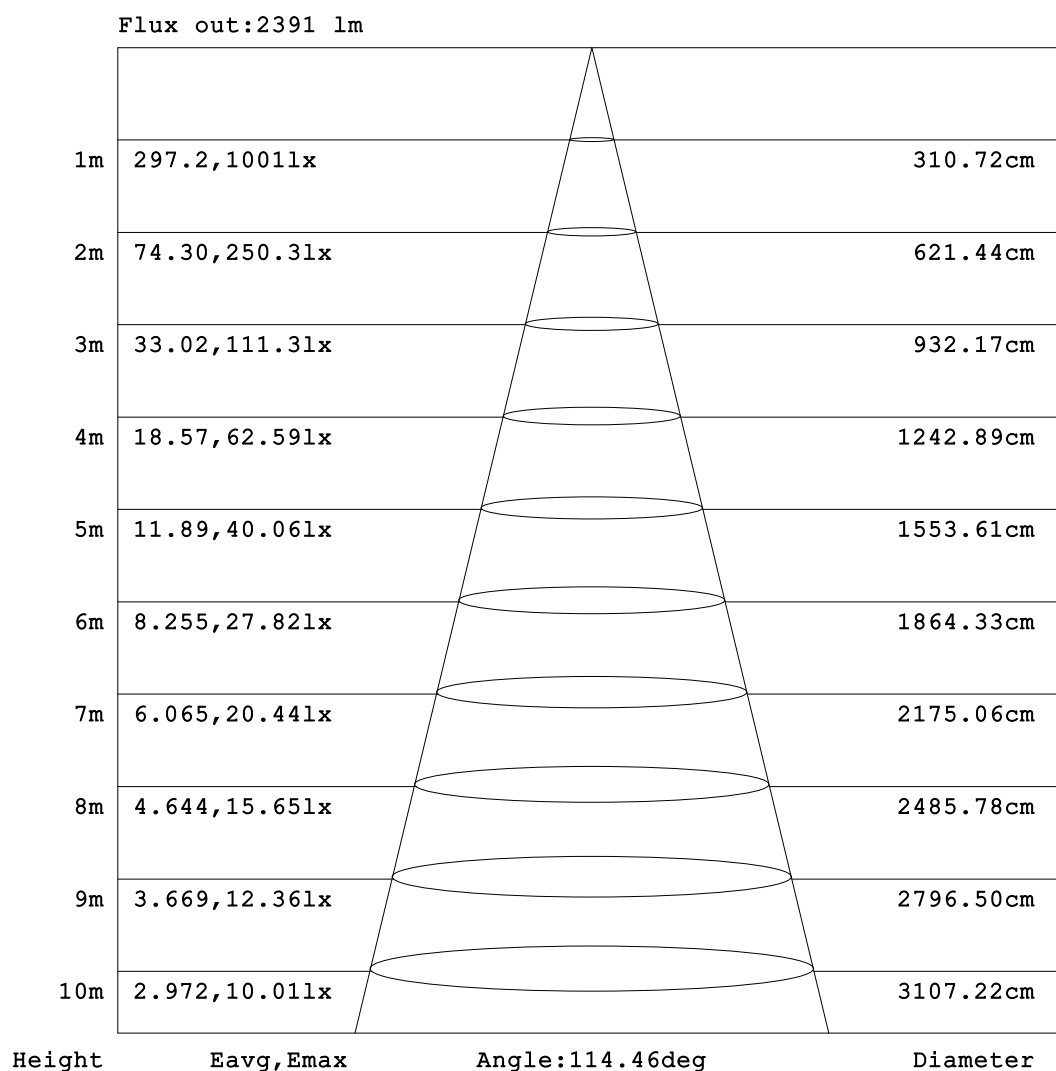 Flux out:2391 lm
1m 297.2,1001lx 310.72cm
2m 74.30,250.3lx 621.44cm
3m 33.02,111.3lx 932.17cm
4m 18.57,62.59lx 1242.89cm
5m 11.89,40.06lx 1553.61cm
6m 8.255,27.82lx 1864.33cm
7m 6.065,20.44lx 2175.06cm
8m 4.644,15.65lx 2485.78cm
9m 3.669,12.36lx 2796.50cm
10m 2.972,10.01lx 3107.22cm
Height Eavg,Emax Angle:114.46deg Diameter